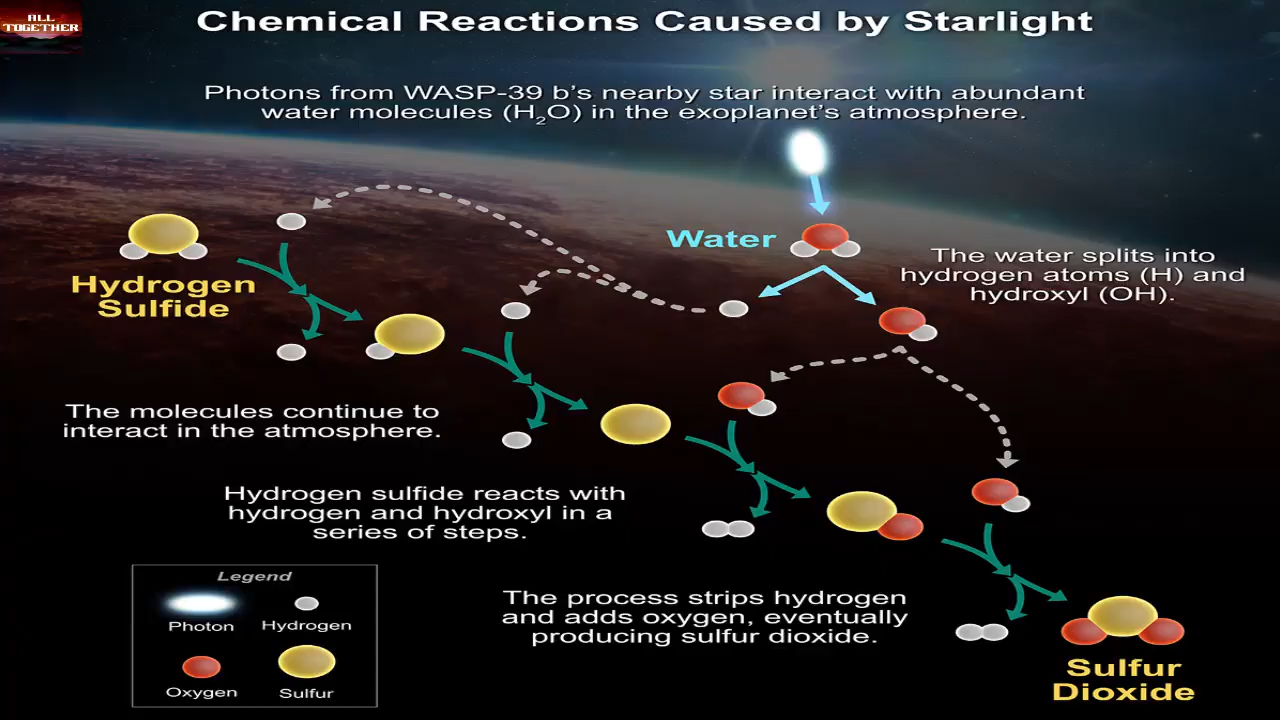 ALL
TOGETHER
Chemical Reactions Caused by Starlight
Photons from WASP-39 b's nearby star interact with abundant
water molecules (H₂O) in the exoplanet's atmosphere.
Water
The water splits into
hydrogen atoms (H) and
hydroxyl (OH).
Hydrogen
Sulfide
The molecules continue to
interact in the atmosphere.
Hydrogen sulfide reacts with
hydrogen and hydroxyl in a
series of steps.
The process strips hydrogen
and adds oxygen, eventually
producing sulfur dioxide.
Legend
Photon
Hydrogen
Oxygen
Sulfur
Sulfur
Dioxide